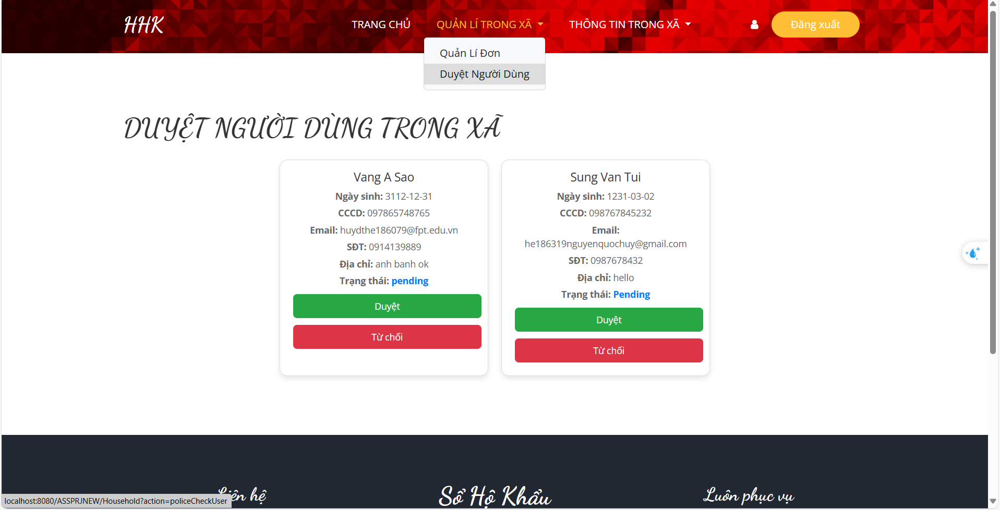 HHK
TRANG CHỦ
QUẢN LÍ TRONG XÃ
THÔNG TIN TRONG XÃ
Đăng xuất
Quản Lí Đơn
Duyệt Người Dùng
DUYỆT NGƯỜI DÙNG TRONG XÃ
Vang A Sao
Ngày sinh: 3112-12-31
CCCD: 097865748765
Email: huydthe186079@fpt.edu.vn
SĐT: 0914139889
Địa chỉ: anh banh ok
Trạng thái: pending
Duyệt
Từ chối
Sung Van Tui
Ngày sinh: 1231-03-02
CCCD: 098767845232
Email:
he186319nguyenquochuy@gmail.com
SĐT: 0987678432
Địa chỉ: hello
Trạng thái: Pending
Duyệt
Từ chối
Liên hệ
Sổ Hộ Khẩu
Luôn phục vụ
localhost:8080/ASSPRJNEW/Household?action=policeCheckUser